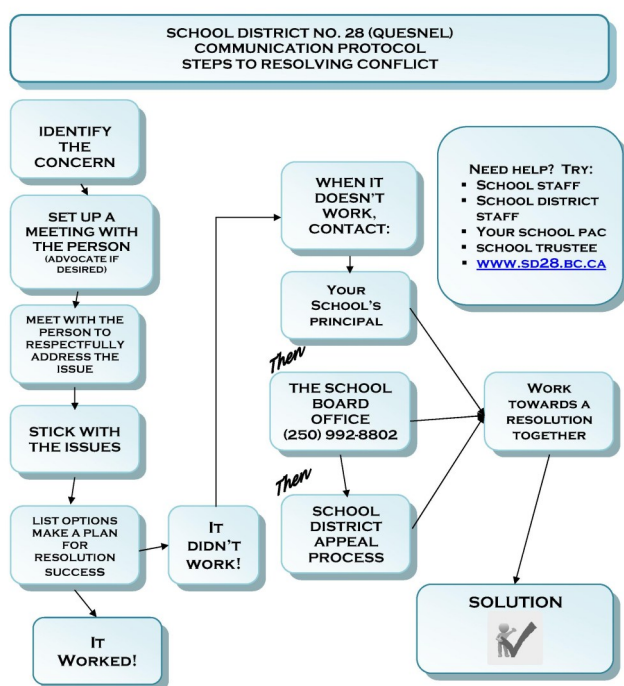 SCHOOL DISTRICT NO. 28 (QUESNEL)
COMMUNICATION PROTOCOL
STEPS TO RESOLVING CONFLICT
IDENTIFY
THE
CONCERN
SET UP A
MEETING WITH
THE PERSON
(ADVOCATE IF
DESIRED)
MEET WITH THE
PERSON TO
RESPECTFULLY
ADDRESS THE
ISSUE
STICK WITH
THE ISSUES
LIST OPTIONS
MAKE A PLAN
FOR
RESOLUTION
SUCCESS
IT
WORKED!
IT
DIDN'T
WORK!
WHEN IT
DOESN'T
WORK,
CONTACT:
YOUR
SCHOOL'S
PRINCIPAL
Then
THE SCHOOL
BOARD
OFFICE
(250) 992-8802
Then
SCHOOL
DISTRICT
APPEAL
PROCESS
NEED HELP? TRY:
▪ SCHOOL STAFF
▪ SCHOOL DISTRICT
STAFF
▪ YOUR SCHOOL PAC
▪ SCHOOL TRUSTEE
▪ WWW.SD28.BC.CA
WORK
TOWARDS A
RESOLUTION
TOGETHER
SOLUTION